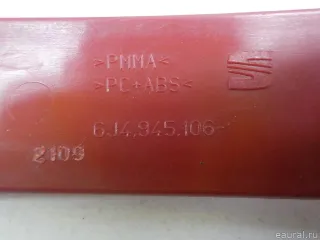 >PMMA<
>PC+ABS<
6J4.945.106-
2109
eaural.ru